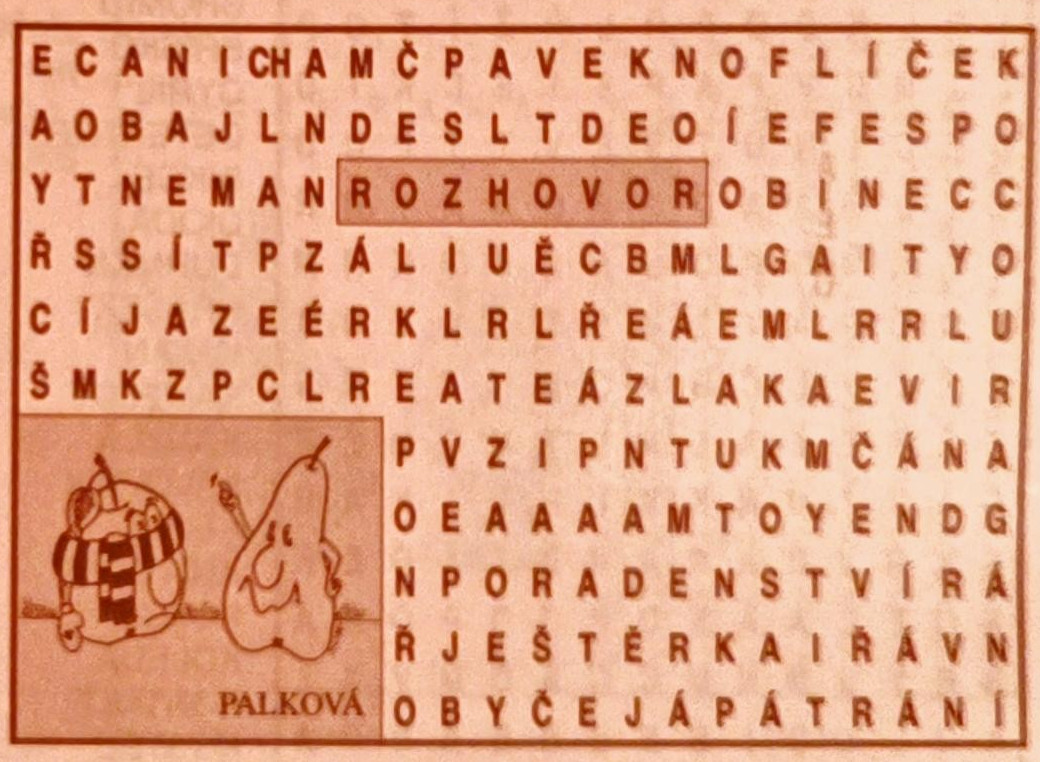 E C A N I CH A M Č P A V E K N O F L Í Č E K
A O B A J L N D E S L T D E O Í E F E S P O
Y T N E M A N R O Z H O V O R O B I N E C C
Ř S S Í T P Z Á L I U Ě C B M L G A I T Y O
C Í J A Z E É R K L R L Ř E Á E M L R R L U
Š M K Z P C L R E A T E Á Z L A K A E V I R
P V Z I P N T U K M Č Á N A
O E A A A A M T O Y E N D G
N P O R A D E N S T V Í R Á
Ř J E Š T Ě R K A I Ř Á V N
O B Y Č E J Á P Á T R Á N Í
PALKOVÁ